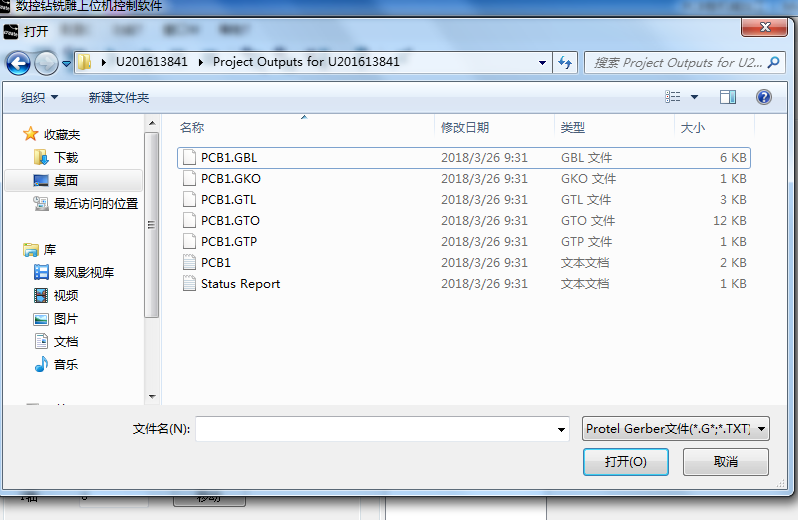 数控钻铣雕上位机控制软件
打开
U201613841 Project Outputs for U201613841
搜索 Project Outputs for U2...
组织 新建文件夹
收藏夹
下载
桌面
最近访问的位置
库
暴风影视库
视频
图片
文档
音乐
名称 修改日期 类型 大小
PCB1.GBL 2018/3/26 9:31 GBL 文件 6 KB
PCB1.GKO 2018/3/26 9:31 GKO 文件 1 KB
PCB1.GTL 2018/3/26 9:31 GTL 文件 3 KB
PCB1.GTO 2018/3/26 9:31 GTO 文件 12 KB
PCB1.GTP 2018/3/26 9:31 GTP 文件 1 KB
PCB1 2018/3/26 9:31 文本文档 2 KB
Status Report 2018/3/26 9:31 文本文档 1 KB
文件名(N):
Protel Gerber文件(*.G*;*.TXT)
打开(O) 取消
移动